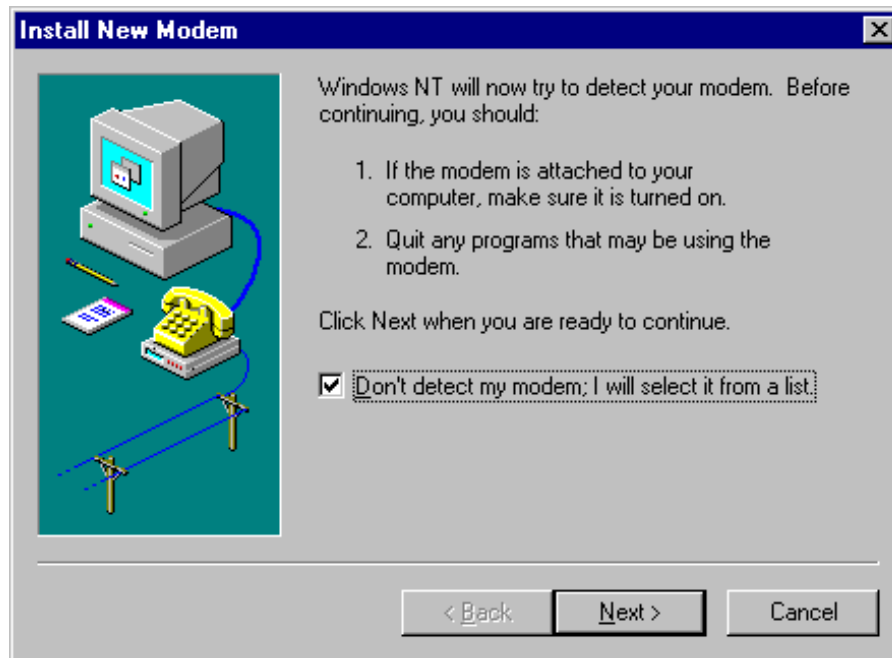 Install New Modem
Windows NT will now try to detect your modem.  Before
continuing, you should:
1. If the modem is attached to your
computer, make sure it is turned on.
2. Quit any programs that may be using the
modem.
Click Next when you are ready to continue.
Don't detect my modem; I will select it from a list.
< Back
Next >
Cancel